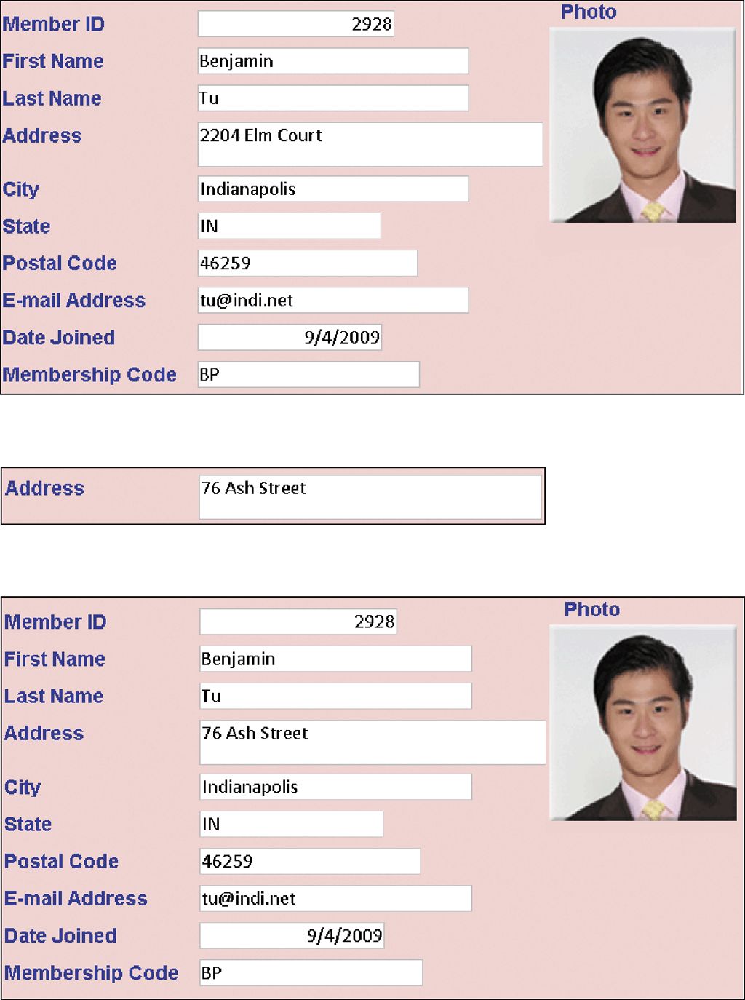 Photo
Member ID 2928
First Name Benjamin
Last Name Tu
Address 2204 Elm Court
City Indianapolis
State IN
Postal Code 46259
E-mail Address tu@indi.net
Date Joined 9/4/2009
Membership Code BP
Address 76 Ash Street
Photo
Member ID 2928
First Name Benjamin
Last Name Tu
Address 76 Ash Street
City Indianapolis
State IN
Postal Code 46259
E-mail Address tu@indi.net
Date Joined 9/4/2009
Membership Code BP